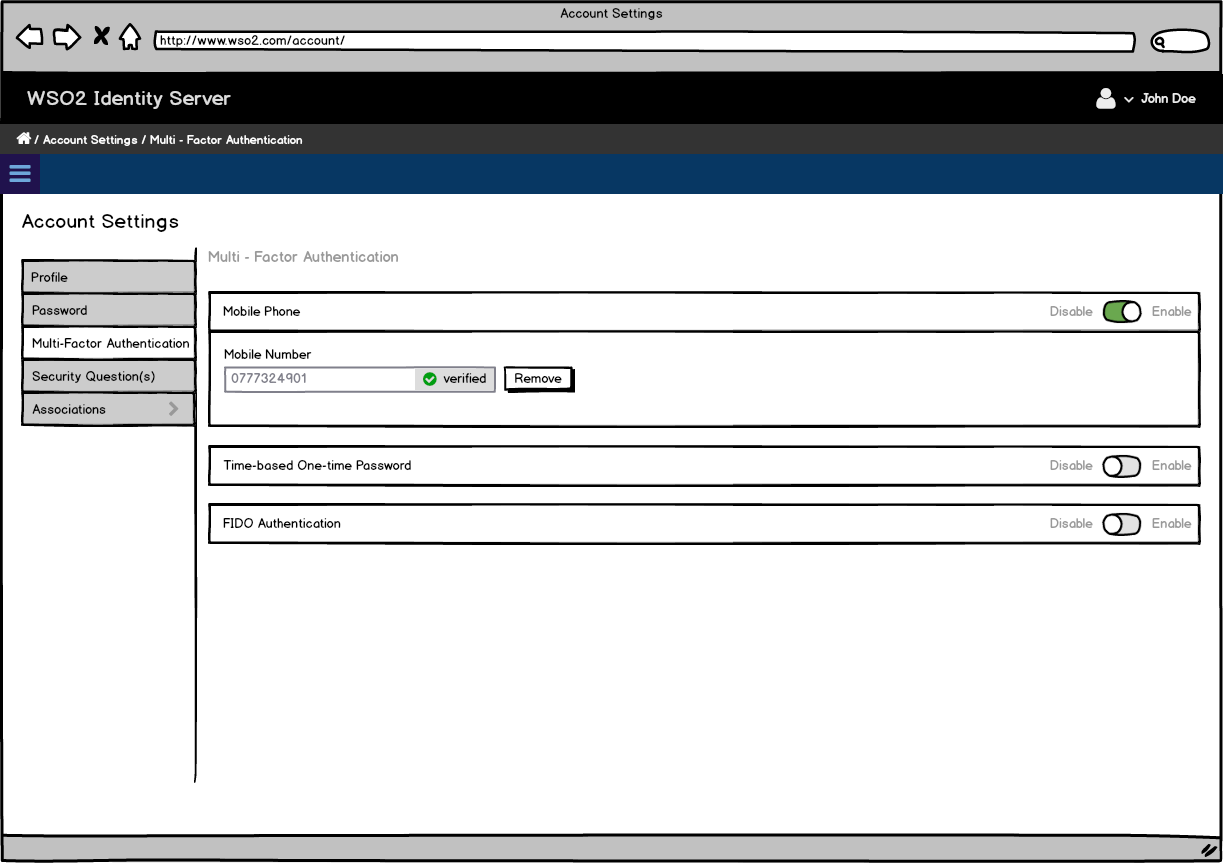 Account Settings
http://www.wso2.com/account/
WSO2 Identity Server
John Doe
/ Account Settings / Multi - Factor Authentication
Account Settings
Profile
Password
Multi-Factor Authentication
Security Question(s)
Associations
Multi - Factor Authentication
Mobile Phone
Disable Enable
Mobile Number
0777324901 verified Remove
Time-based One-time Password
Disable Enable
FIDO Authentication
Disable Enable